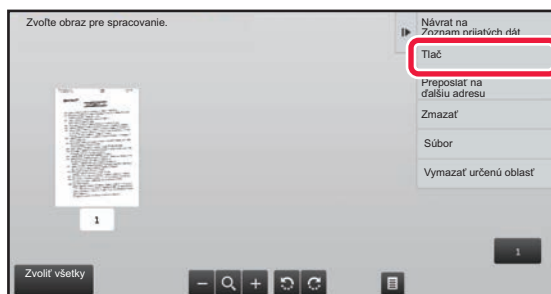 Zvoľte obraz pre spracovanie.
Návrat na
Zoznam prijatých dát
Tlač
Preposlať na
ďalšiu adresu
Zmazať
Súbor
Vymazať určenú oblasť
1
1
Zvoliť všetky